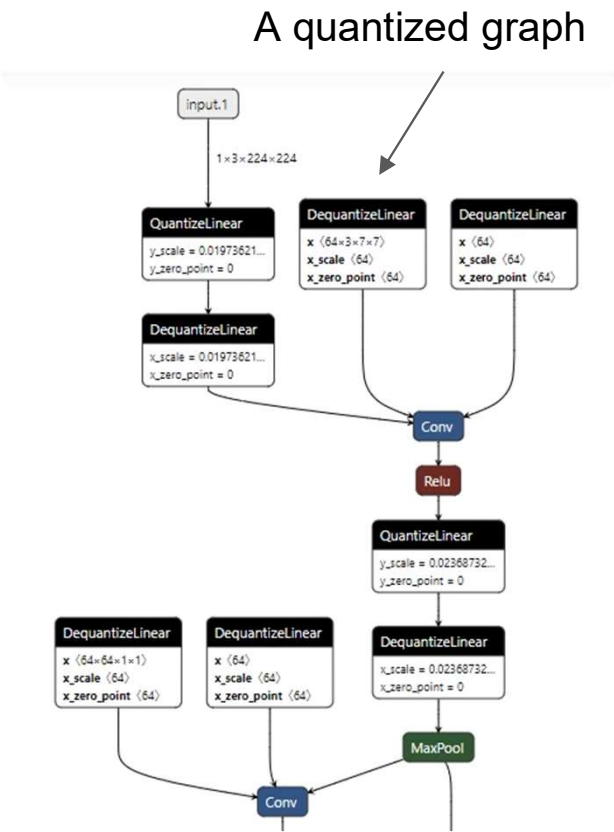 A quantized graph
input.1
1×3×224×224
QuantizeLinear
y_scale = 0.01973621...
y_zero_point = 0
DequantizeLinear
x ⟨64×3×7×7⟩
x_scale ⟨64⟩
x_zero_point ⟨64⟩
DequantizeLinear
x ⟨64⟩
x_scale ⟨64⟩
x_zero_point ⟨64⟩
DequantizeLinear
x_scale = 0.01973621...
x_zero_point = 0
Conv
Relu
QuantizeLinear
y_scale = 0.02368732...
y_zero_point = 0
DequantizeLinear
x ⟨64×64×1×1⟩
x_scale ⟨64⟩
x_zero_point ⟨64⟩
DequantizeLinear
x ⟨64⟩
x_scale ⟨64⟩
x_zero_point ⟨64⟩
DequantizeLinear
x_scale = 0.02368732...
x_zero_point = 0
MaxPool
Conv